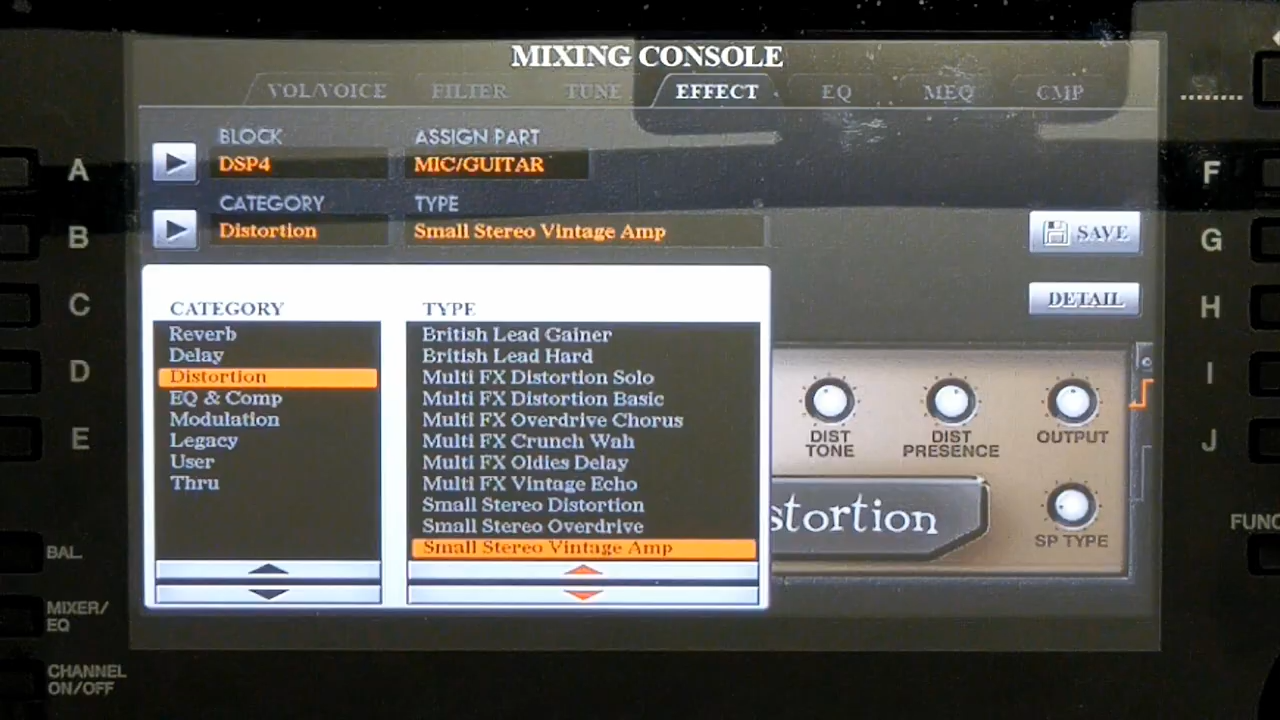 MIXING CONSOLE
VOL/VOICE FILTER TUNE EFFECT EQ MEQ CMP
BLOCK ASSIGN PART
DSP4 MIC/GUITAR
CATEGORY TYPE
Distortion Small Stereo Vintage Amp
SAVE
DETAIL
CATEGORY
Reverb
Delay
Distortion
EQ & Comp
Modulation
Legacy
User
Thru
TYPE
British Lead Gainer
British Lead Hard
Multi FX Distortion Solo
Multi FX Distortion Basic
Multi FX Overdrive Chorus
Multi FX Crunch Wah
Multi FX Oldies Delay
Multi FX Vintage Echo
Small Stereo Distortion
Small Stereo Overdrive
Small Stereo Vintage Amp
DIST
TONE
DIST
PRESENCE
OUTPUT
stortion
SP TYPE
A
B
C
D
E
BAL.
MIXER/
EQ
CHANNEL
ON/OFF
F
G
H
I
J
FUNC